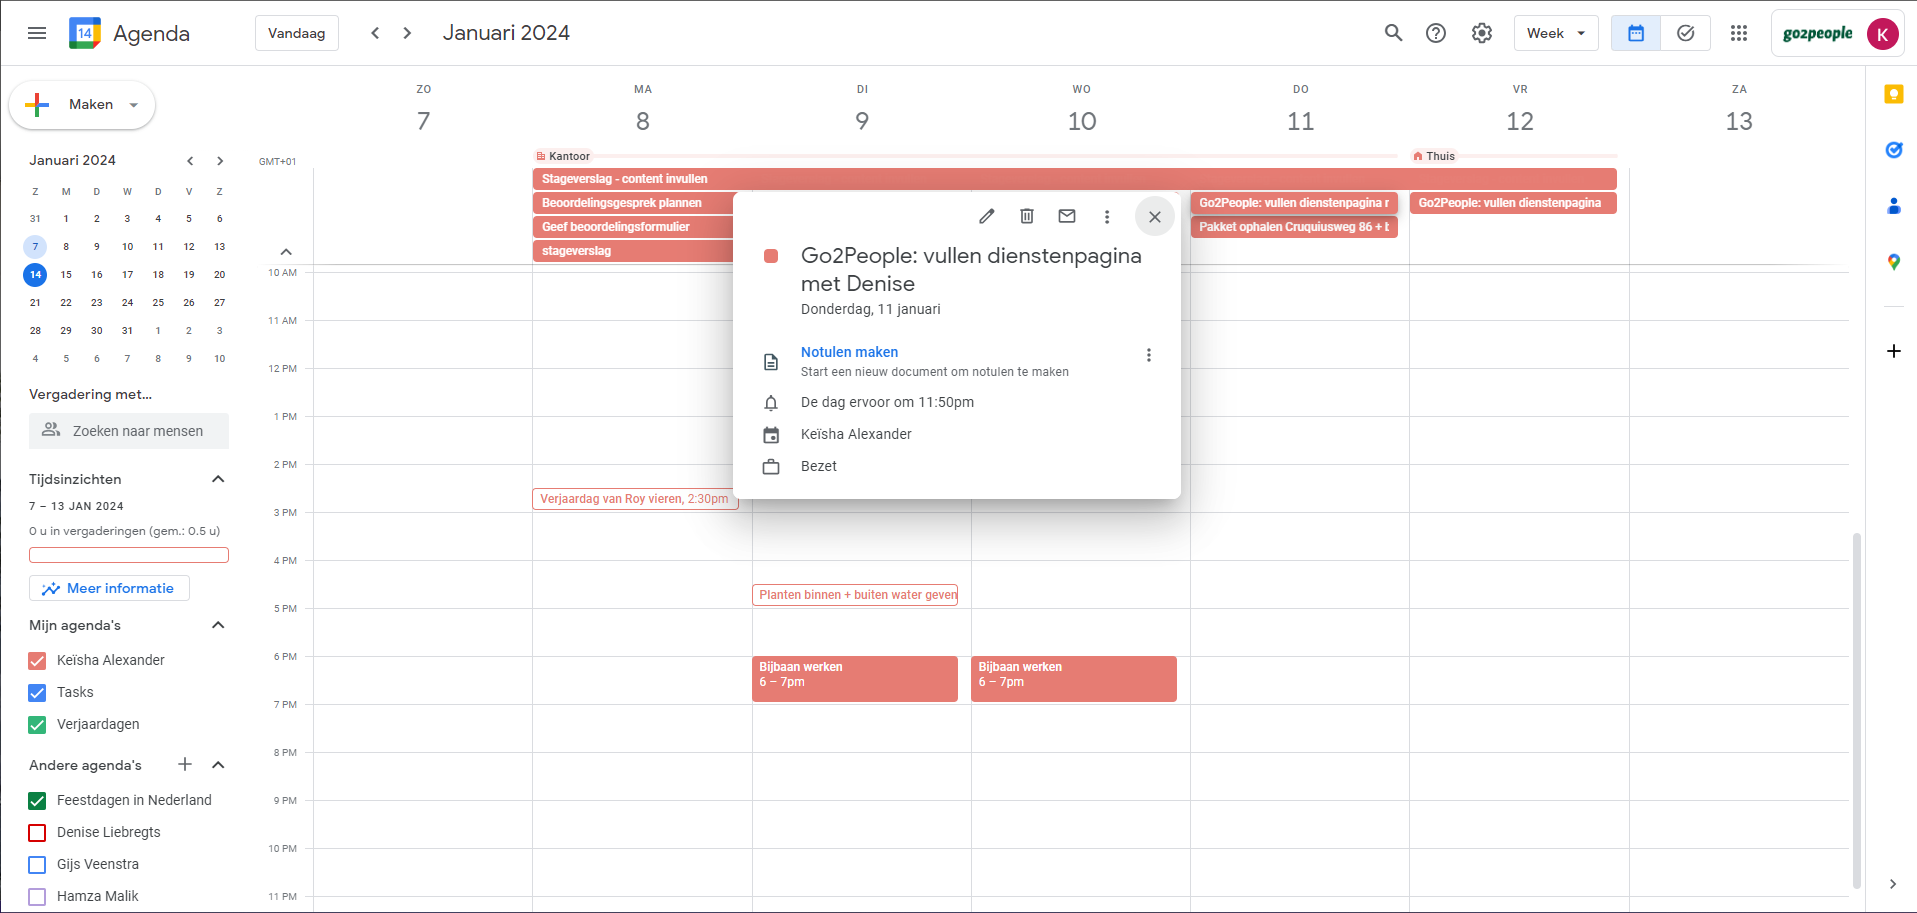 14 Agenda
Vandaag
Januari 2024
Week
go2people
K
Maken
Januari 2024
Z M D W D V Z
31 1 2 3 4 5 6
7 8 9 10 11 12 13
14 15 16 17 18 19 20
21 22 23 24 25 26 27
28 29 30 31 1 2 3
4 5 6 7 8 9 10
Vergadering met...
Zoeken naar mensen
Tijdsinzichten
7 – 13 JAN 2024
0 u in vergaderingen (gem.: 0.5 u)
Meer informatie
Mijn agenda's
Keïsha Alexander
Tasks
Verjaardagen
Andere agenda's
Feestdagen in Nederland
Denise Liebregts
Gijs Veenstra
Hamza Malik
ZO MA DI WO DO VR ZA
7 8 9 10 11 12 13
GMT+01
Kantoor
Thuis
Stageverslag - content invullen
Beoordelingsgesprek plannen
Geef beoordelingsformulier
stageverslag
Go2People: vullen dienstenpagina r
Pakket ophalen Cruquiusweg 86 + b
Go2People: vullen dienstenpagina
Go2People: vullen dienstenpagina
met Denise
Donderdag, 11 januari
Notulen maken
Start een nieuw document om notulen te maken
De dag ervoor om 11:50pm
Keïsha Alexander
Bezet
10 AM
11 AM
12 PM
1 PM
2 PM
Verjaardag van Roy vieren, 2:30pm
3 PM
4 PM
Planten binnen + buiten water geven
5 PM
6 PM
Bijbaan werken
6 – 7pm
Bijbaan werken
6 – 7pm
7 PM
8 PM
9 PM
10 PM
11 PM